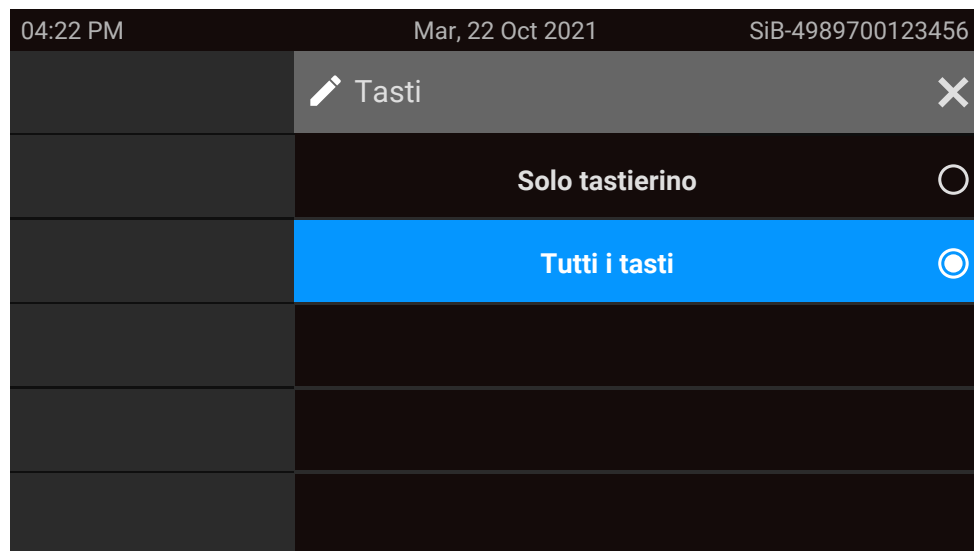 04:22 PM Mar, 22 Oct 2021 SiB-4989700123456
Tasti
Solo tastierino
Tutti i tasti